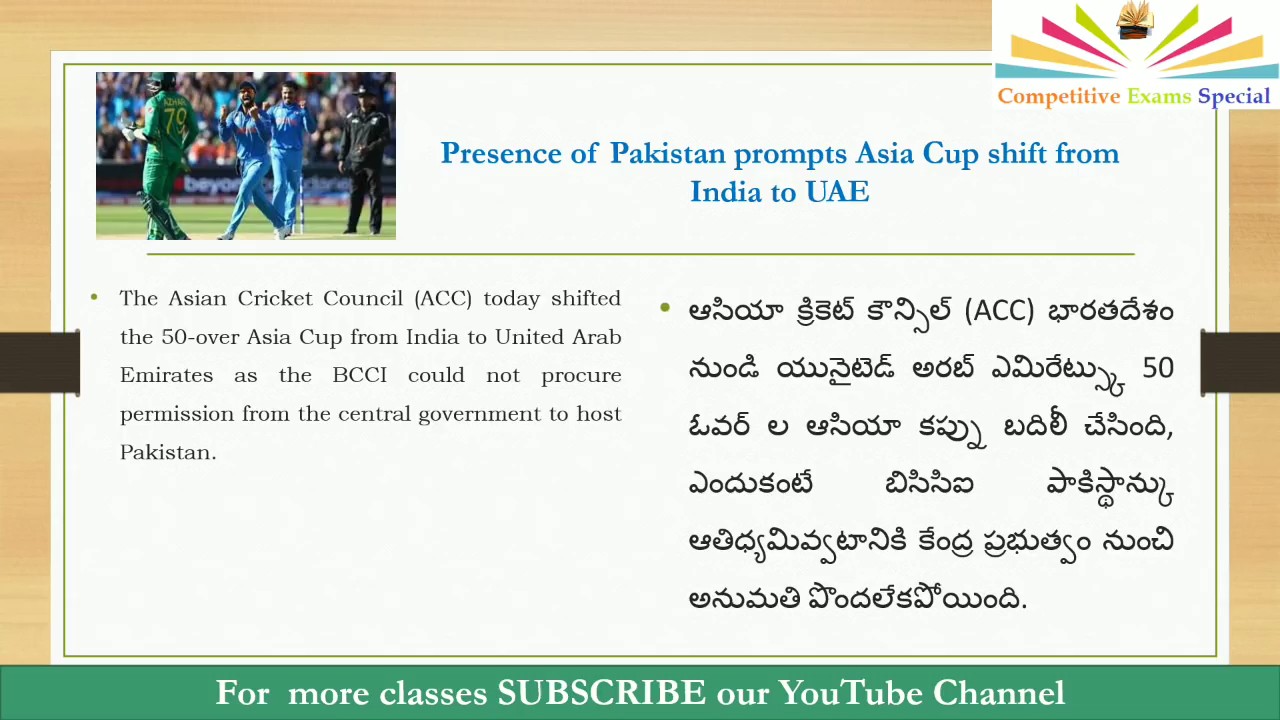 Competitive Exams Special
AZHAR
79
beyond
Presence of Pakistan prompts Asia Cup shift from
India to UAE
• The Asian Cricket Council (ACC) today shifted
the 50-over Asia Cup from India to United Arab
Emirates as the BCCI could not procure
permission from the central government to host
Pakistan.
• ఆసియా క్రికెట్ కౌన్సిల్ (ACC) భారతదేశం
నుండి యునైటెడ్ అరబ్ ఎమిరేట్స్కు 50
ఓవర్ ల ఆసియా కప్ను బదిలీ చేసింది,
ఎందుకంటే బిసిసిఐ పాకిస్థాన్కు
ఆతిధ్యమివ్వటానికి కేంద్ర ప్రభుత్వం నుంచి
అనుమతి పొందలేకపోయింది.
For more classes SUBSCRIBE our YouTube Channel